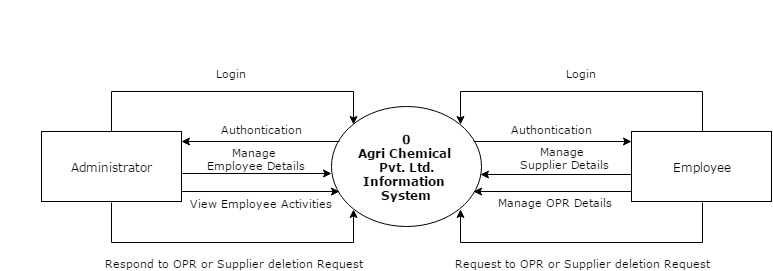 Login
Login
Authontication
Authontication
0
Agri Chemical
Pvt. Ltd.
Information
System
Manage
Employee Details
Manage
Supplier Details
Administrator
Employee
View Employee Activities
Manage OPR Details
Respond to OPR or Supplier deletion Request
Request to OPR or Supplier deletion Request